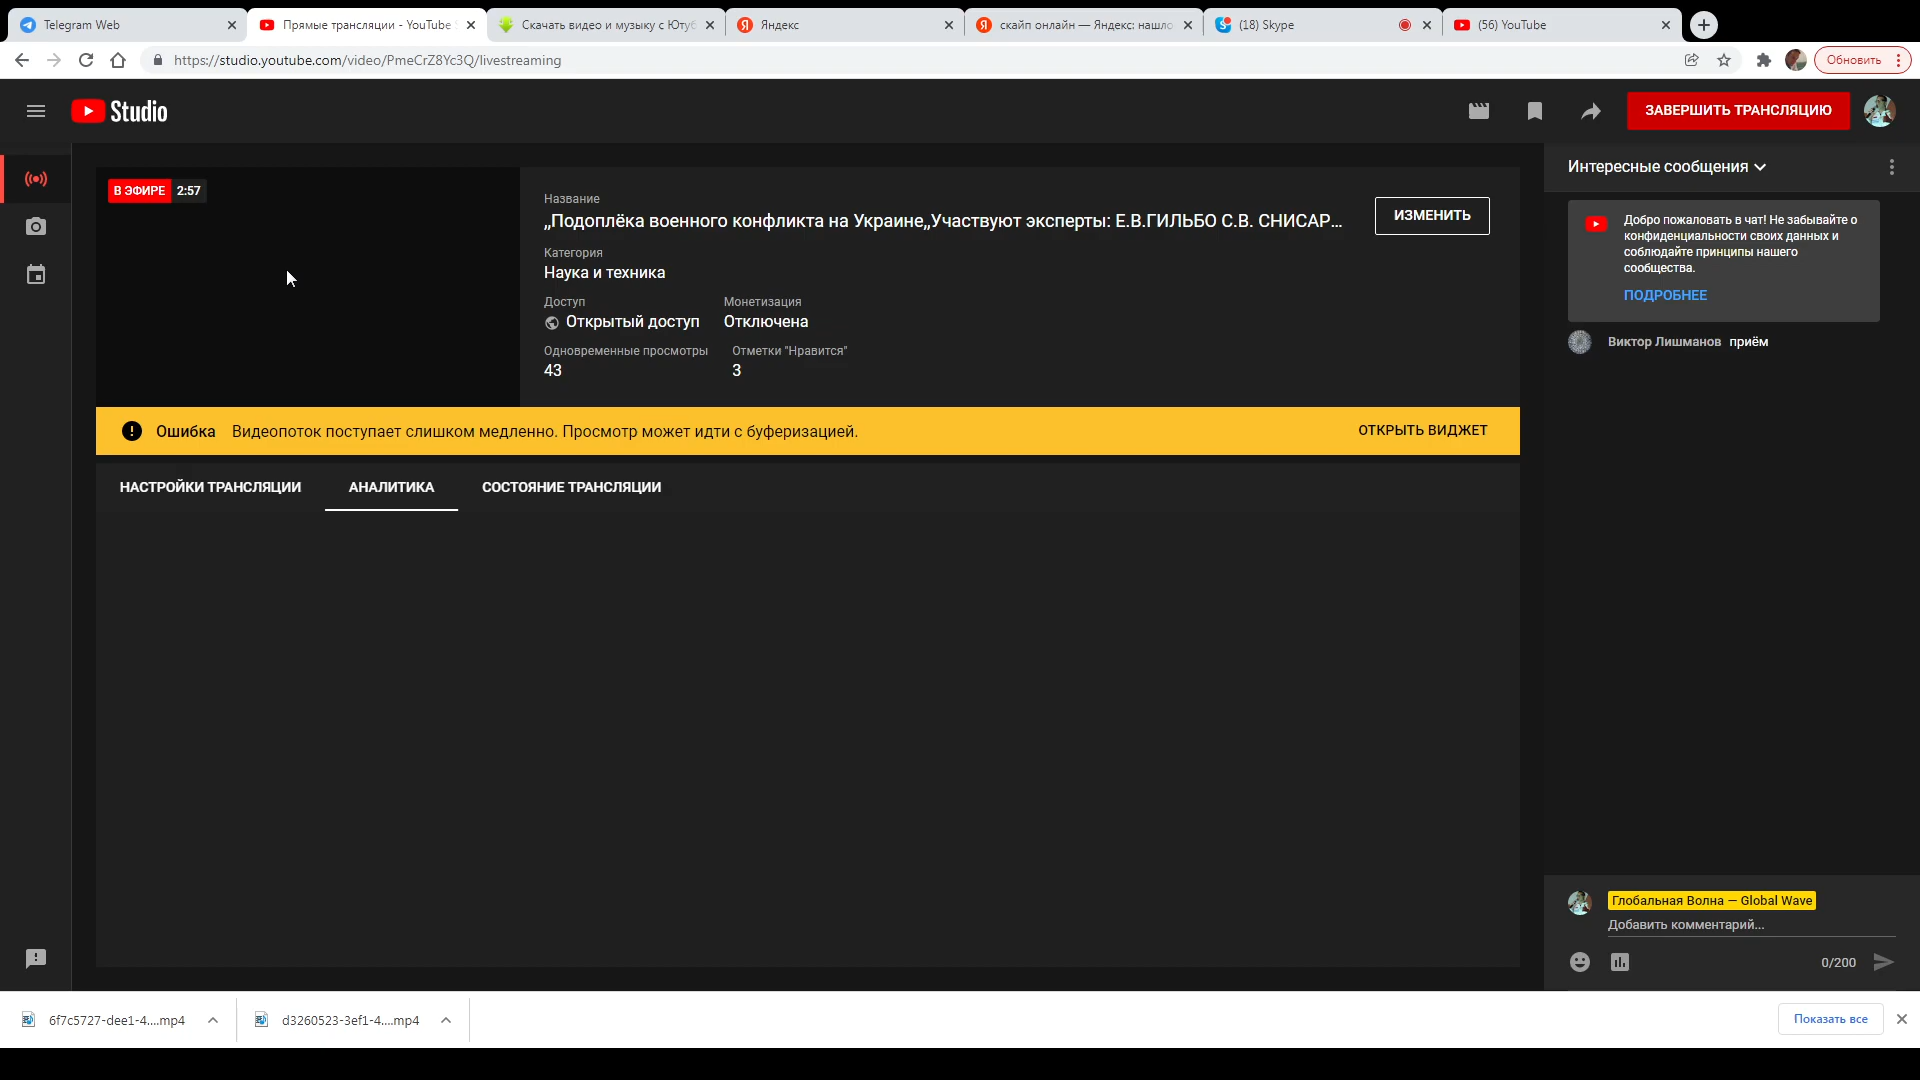 Telegram Web
Прямые трансляции - YouTube S
Скачать видео и музыку с Ютуб
Яндекс
скайп онлайн — Яндекс: нашло
(18) Skype
(56) YouTube
https://studio.youtube.com/video/PmeCrZ8Yc3Q/livestreaming
Обновить
Studio
ЗАВЕРШИТЬ ТРАНСЛЯЦИЮ
В ЭФИРЕ 2:57
Название
„Подоплёка военного конфликта на Украине„Участвуют эксперты: Е.В.ГИЛЬБО С.В. СНИСАР...
ИЗМЕНИТЬ
Категория
Наука и техника
Доступ
Монетизация
Открытый доступ
Отключена
Одновременные просмотры
Отметки "Нравится"
43
3
Ошибка Видеопоток поступает слишком медленно. Просмотр может идти с буферизацией.
ОТКРЫТЬ ВИДЖЕТ
НАСТРОЙКИ ТРАНСЛЯЦИИ
АНАЛИТИКА
СОСТОЯНИЕ ТРАНСЛЯЦИИ
Интересные сообщения
Добро пожаловать в чат! Не забывайте о
конфиденциальности своих данных и
соблюдайте принципы нашего
сообщества.
ПОДРОБНЕЕ
Виктор Лишманов приём
Глобальная Волна — Global Wave
Добавить комментарий...
0/200
6f7c5727-dee1-4....mp4
d3260523-3ef1-4....mp4
Показать все